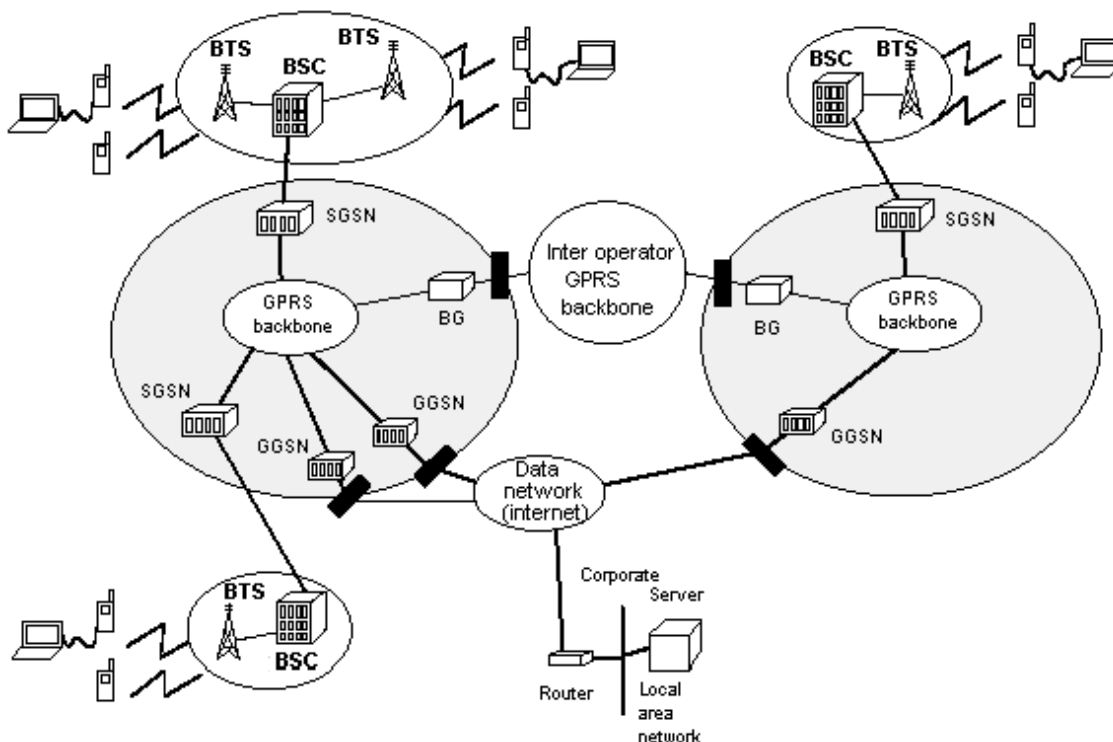 BTS
BTS
BSC
BTS
BSC
SGSN
SGSN
Inter operator
GPRS
backbone
GPRS
backbone
BG
GPRS
backbone
BG
SGSN
GGSN
GGSN
GGSN
Data
network
(internet)
Corporate
Server
BTS
BSC
Router
Local
area
network